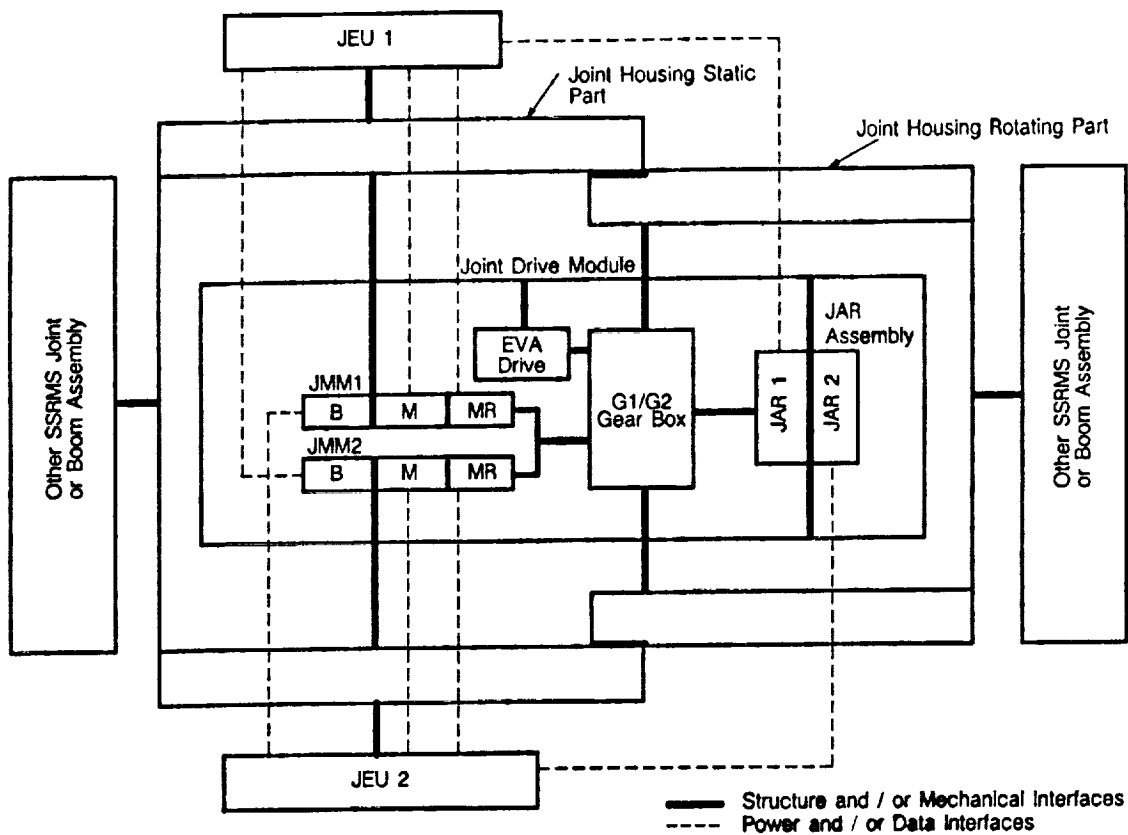 JEU 1
Joint Housing Static
Part
Joint Housing Rotating Part
Other SSRMS Joint
or Boom Assembly
Joint Drive Module
EVA
Drive
JAR
Assembly
JMM1
B
M
MR
JMM2
B
M
MR
G1/G2
Gear Box
JAR 1
JAR 2
Other SSRMS Joint
or Boom Assembly
JEU 2
Structure and / or Mechanical Interfaces
Power and / or Data Interfaces